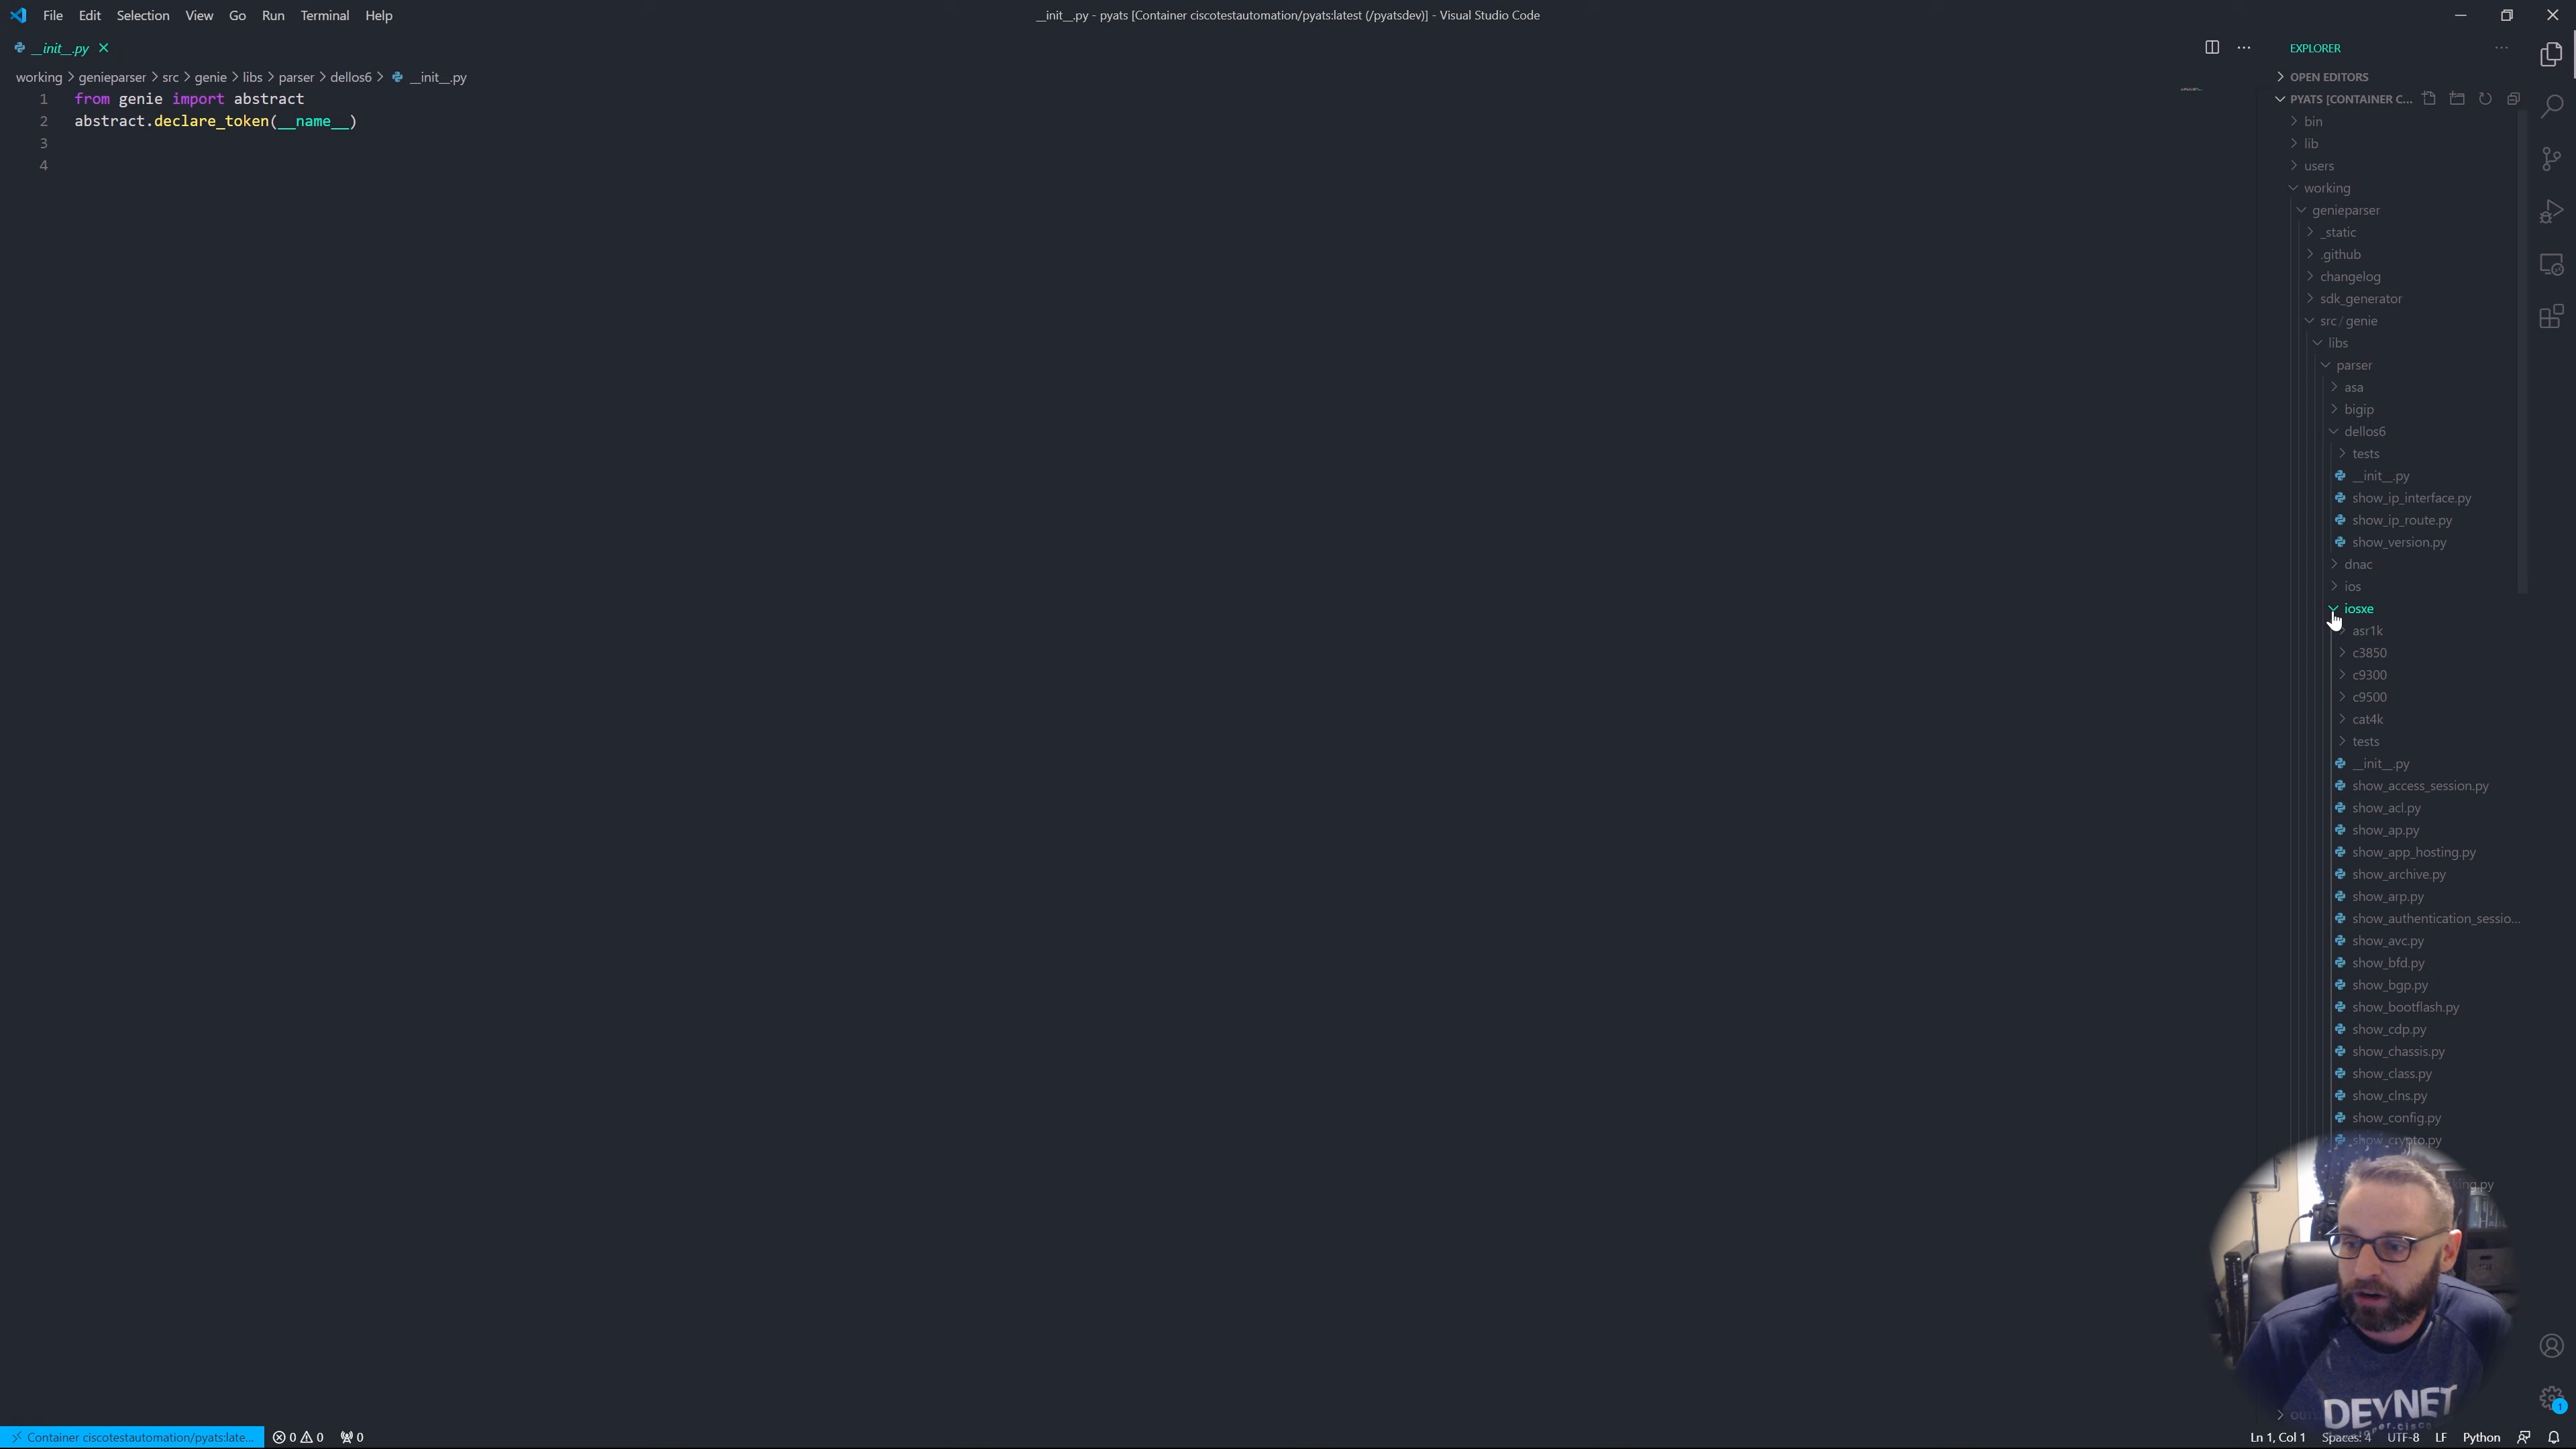 File Edit Selection View Go Run Terminal Help
__init__.py - pyats [Container ciscotestautomation/pyats:latest (/pyatsdev)] - Visual Studio Code
__init__.py
working > genieparser > src > genie > libs > parser > dellos6 > __init__.py
1 from genie import abstract
2 abstract.declare_token(__name__)
3
4
EXPLORER
OPEN EDITORS
PYATS [CONTAINER C...
bin
lib
users
working
genieparser
_static
.github
changelog
sdk_generator
src / genie
libs
parser
asa
bigip
dellos6
tests
__init__.py
show_ip_interface.py
show_ip_route.py
show_version.py
dnac
ios
iosxe
asr1k
c3850
c9300
c9500
cat4k
tests
__init__.py
show_access_session.py
show_acl.py
show_ap.py
show_app_hosting.py
show_archive.py
show_arp.py
show_authentication_sessio...
show_avc.py
show_bfd.py
show_bgp.py
show_bootflash.py
show_cdp.py
show_chassis.py
show_class.py
show_clns.py
show_config.py
show_crypto.py
DEVNET
1
Container ciscotestautomation/pyats:late... 0 0 0
Ln 1, Col 1 Spaces: 4 UTF-8 LF Python